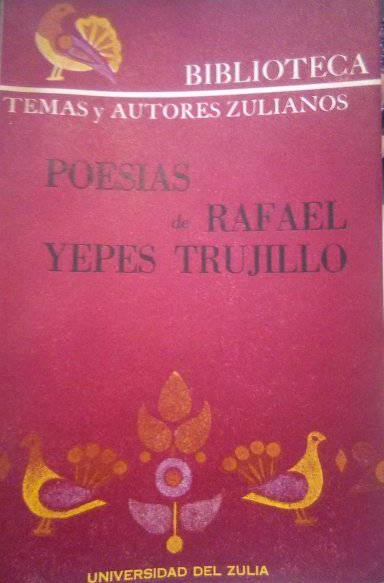 BIBLIOTECA
TEMAS y AUTORES ZULIANOS
POESIAS
de RAFAEL
YEPES TRUJILLO
UNIVERSIDAD DEL ZULIA